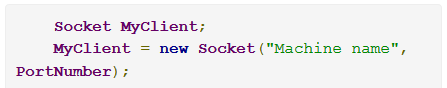 Socket MyClient;
MyClient = new Socket("Machine name",
PortNumber);